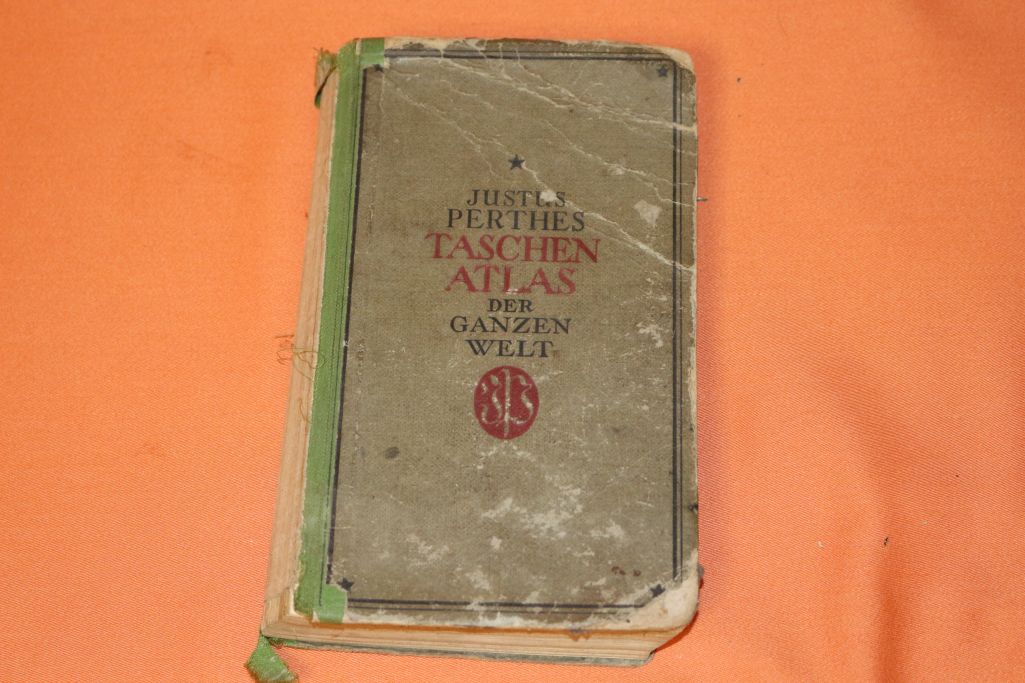 JUSTUS
PERTHES
TASCHEN
ATLAS
DER
GANZEN
WELT